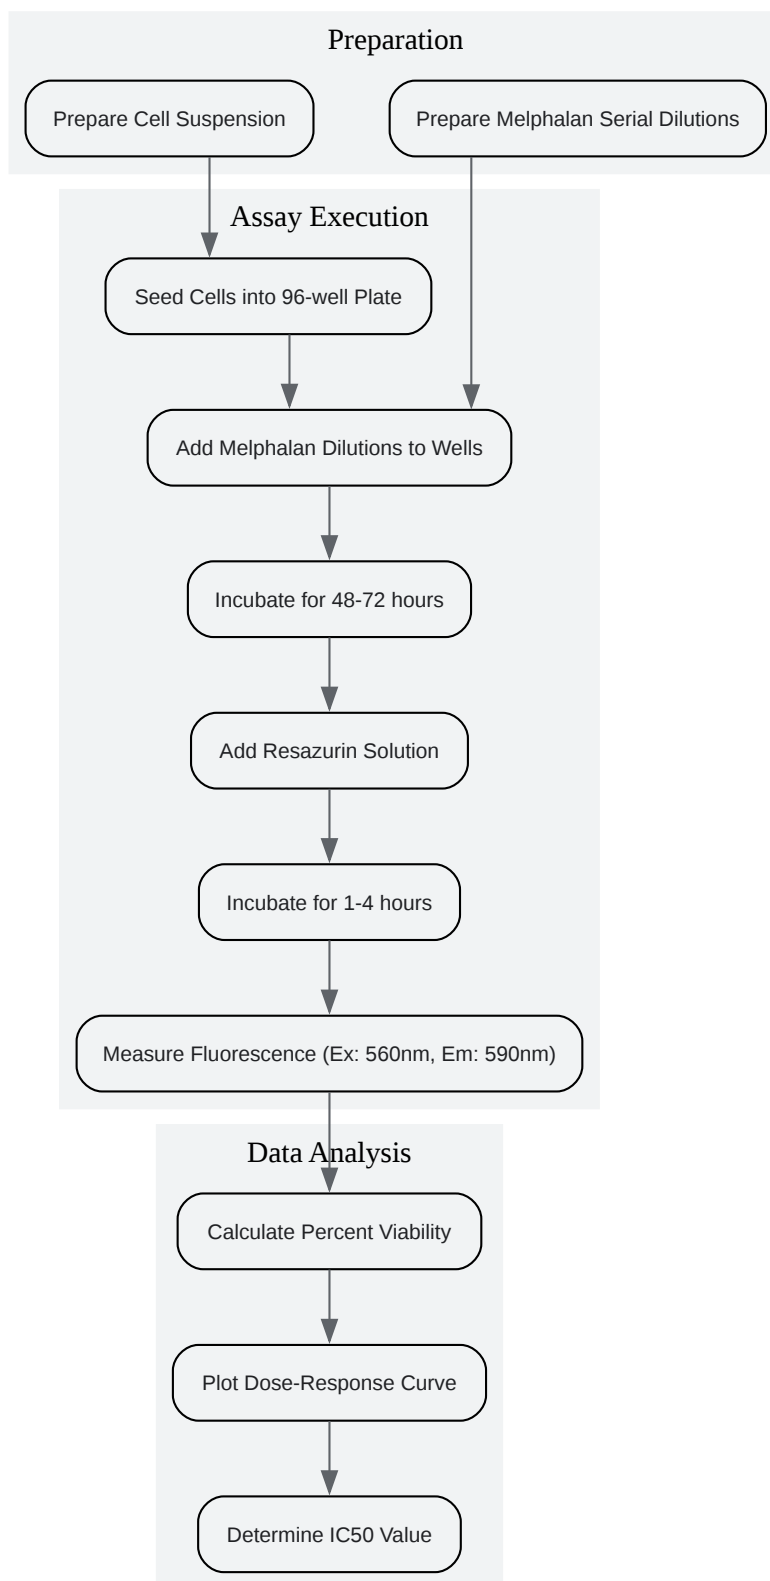 Preparation
Prepare Cell Suspension
Prepare Melphalan Serial Dilutions
Assay Execution
Seed Cells into 96-well Plate
Add Melphalan Dilutions to Wells
Incubate for 48-72 hours
Add Resazurin Solution
Incubate for 1-4 hours
Measure Fluorescence (Ex: 560nm, Em: 590nm)
Data Analysis
Calculate Percent Viability
Plot Dose-Response Curve
Determine IC50 Value